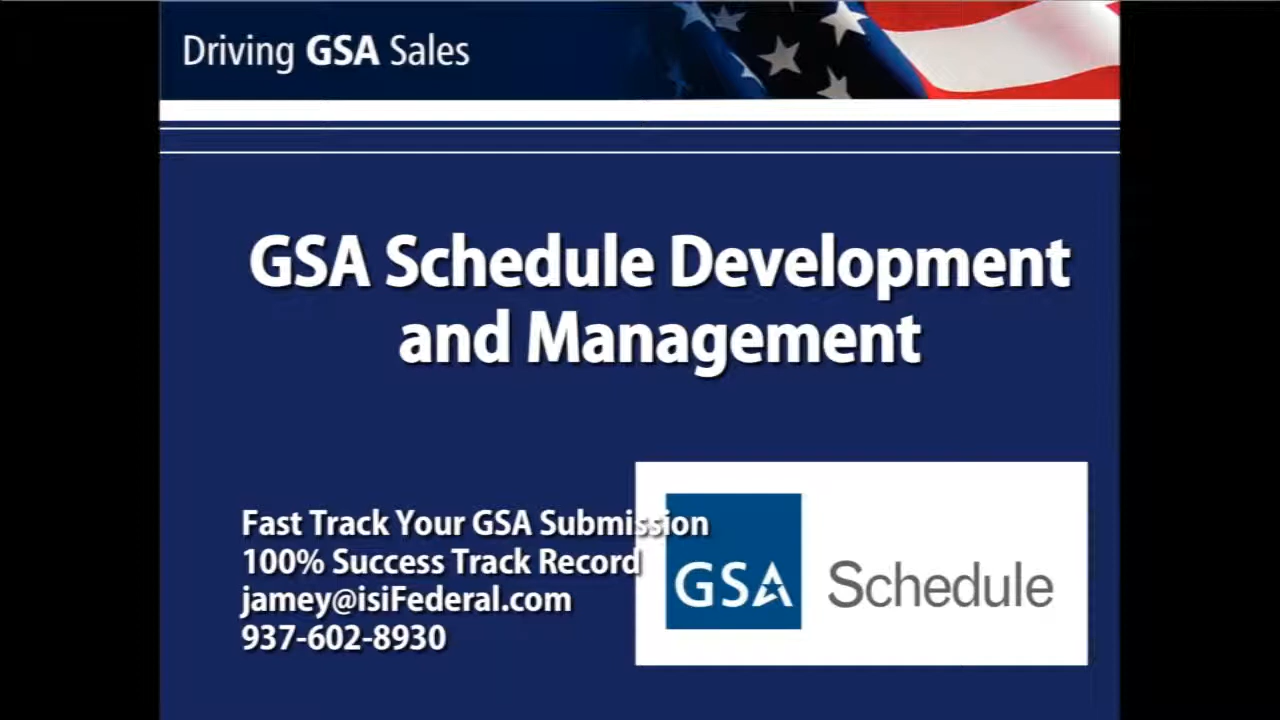 Driving GSA Sales
GSA Schedule Development
and Management
Fast Track Your GSA Submission
100% Success Track Record
jamey@isiFederal.com
937-602-8930
GSA Schedule